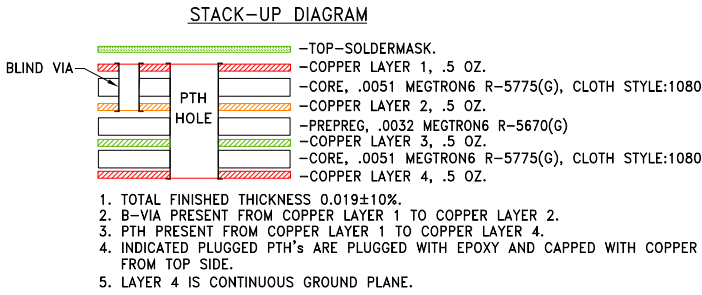 STACK-UP DIAGRAM
-TOP-SOLDERMASK.
BLIND VIA
-COPPER LAYER 1, .5 OZ.
-CORE, .0051 MEGTRON6 R-5775(G), CLOTH STYLE:1080
PTH
HOLE
-COPPER LAYER 2, .5 OZ.
-PREPREG, .0032 MEGTRON6 R-5670(G)
-COPPER LAYER 3, .5 OZ.
-CORE, .0051 MEGTRON6 R-5775(G), CLOTH STYLE:1080
-COPPER LAYER 4, .5 OZ.
1. TOTAL FINISHED THICKNESS 0.019±10%.
2. B-VIA PRESENT FROM COPPER LAYER 1 TO COPPER LAYER 2.
3. PTH PRESENT FROM COPPER LAYER 1 TO COPPER LAYER 4.
4. INDICATED PLUGGED PTH's ARE PLUGGED WITH EPOXY AND CAPPED WITH COPPER
FROM TOP SIDE.
5. LAYER 4 IS CONTINUOUS GROUND PLANE.